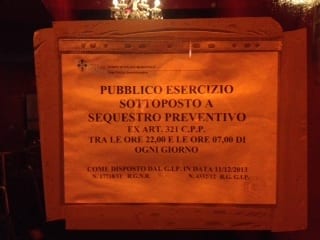 PUBBLICO ESERCIZIO
SOTTOPOSTO A
SEQUESTRO PREVENTIVO
EX ART. 321 C.P.P.
TRA LE ORE 22,00 E LE ORE 07,00 DI
OGNI GIORNO
COME DISPOSTO DAL G.I.P. IN DATA 11/12/2013
R.G.N.R. R.G. G.I.P.